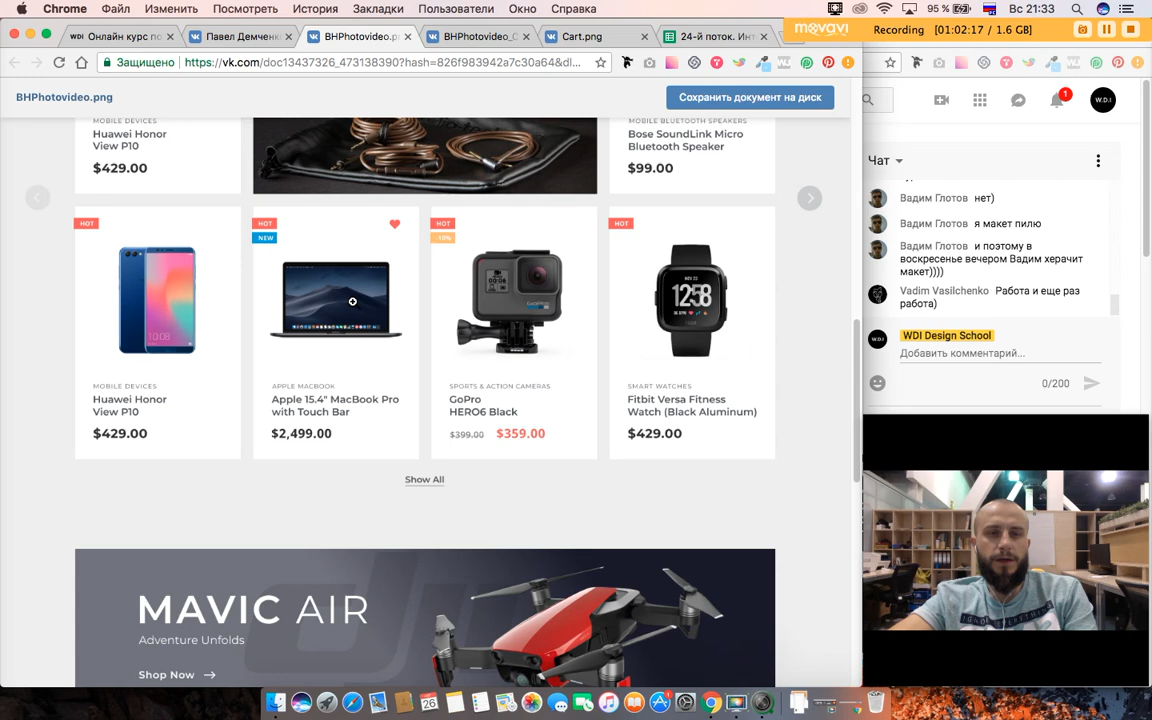 Chrome Файл Изменить Посмотреть История Закладки Пользователи Окно Справка 95 % Вс 21:33
movavi Recording | 01:02:17 / 1.6 GB |
WDI Онлайн курс по
Павел Демченк
BHPhotovideo.p
BHPhotovideo_C
Cart.png
24-й поток. Инт
Защищено https://vk.com/doc13437326_473138390?hash=826f983942a7c30a64&dl...
BHPhotovideo.png
Сохранить документ на диск
MOBILE DEVICES
Huawei Honor
View P10
$429.00
MOBILE BLUETOOTH SPEAKERS
Bose SoundLink Micro
Bluetooth Speaker
$99.00
HOT
MOBILE DEVICES
Huawei Honor
View P10
$429.00
HOT
NEW
APPLE MACBOOK
Apple 15.4" MacBook Pro
with Touch Bar
$2,499.00
HOT
-10%
GoPro
SPORTS & ACTION CAMERAS
GoPro
HERO6 Black
$399.00 $359.00
HOT
12:58
SMART WATCHES
Fitbit Versa Fitness
Watch (Black Aluminum)
$429.00
Show All
MAVIC AIR
Adventure Unfolds
Shop Now
1
W.D.I
Чат
Вадим Глотов нет)
Вадим Глотов я макет пилю
Вадим Глотов и поэтому в
воскресенье вечером Вадим херачит
макет))))
Vadim Vasilchenko Работа и еще раз
работа)
WDI Design School
Добавить комментарий...
0/200
26